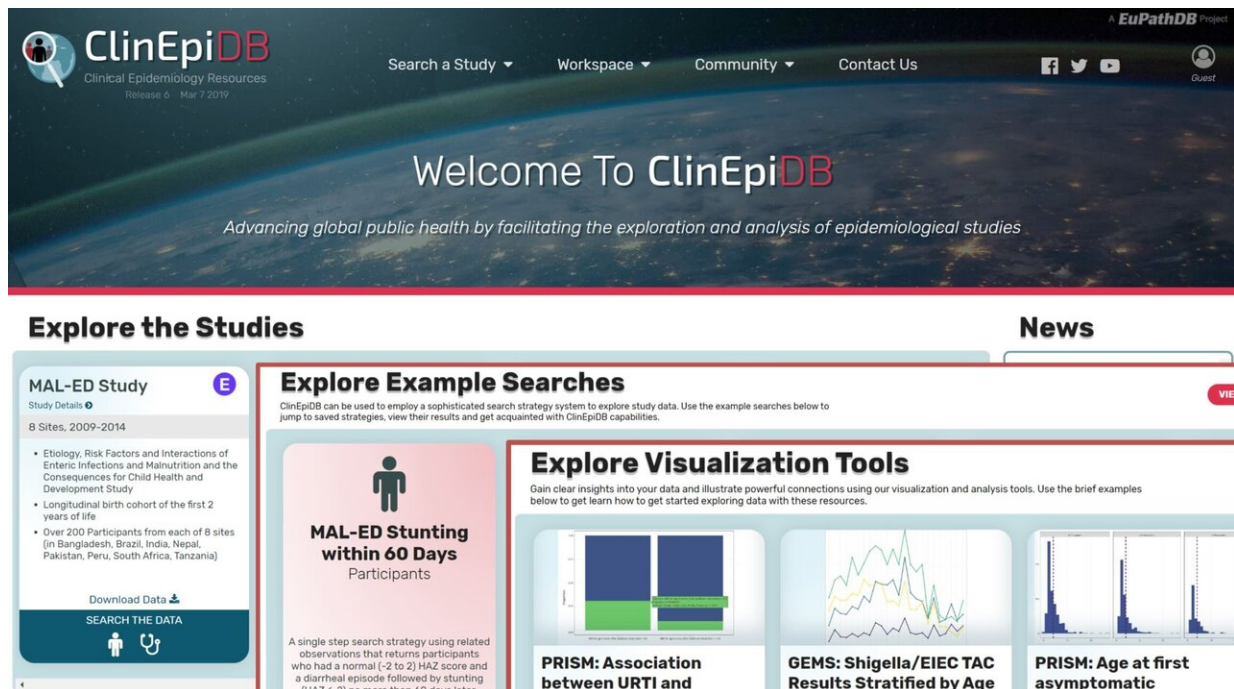 A EuPathDB Project
ClinEpiDB
Clinical Epidemiology Resources
Release 6 Mar 7 2019
Search a Study
Workspace
Community
Contact Us
Guest
Welcome To ClinEpiDB
Advancing global public health by facilitating the exploration and analysis of epidemiological studies
Explore the Studies
News
MAL-ED Study
E
Study Details
8 Sites, 2009-2014
• Etiology, Risk Factors and Interactions of
Enteric Infections and Malnutrition and the
Consequences for Child Health and
Development Study
• Longitudinal birth cohort of the first 2
years of life
• Over 200 Participants from each of 8 sites
(in Bangladesh, Brazil, India, Nepal,
Pakistan, Peru, South Africa, Tanzania)
Download Data
SEARCH THE DATA
Explore Example Searches
VIE
ClinEpiDB can be used to employ a sophisticated search strategy system to explore study data. Use the example searches below to
jump to saved strategies, view their results and get acquainted with ClinEpiDB capabilities.
MAL-ED Stunting
within 60 Days
Participants
A single step search strategy using related
observations that returns participants
who had a normal (-2 to 2) HAZ score and
a diarrheal episode followed by stunting
Explore Visualization Tools
Gain clear insights into your data and illustrate powerful connections using our visualization and analysis tools. Use the brief examples
below to get learn how to get started exploring data with these resources.
PRISM: Association
between URTI and
GEMS: Shigella/EIEC TAC
Results Stratified by Age
PRISM: Age at first
asymptomatic